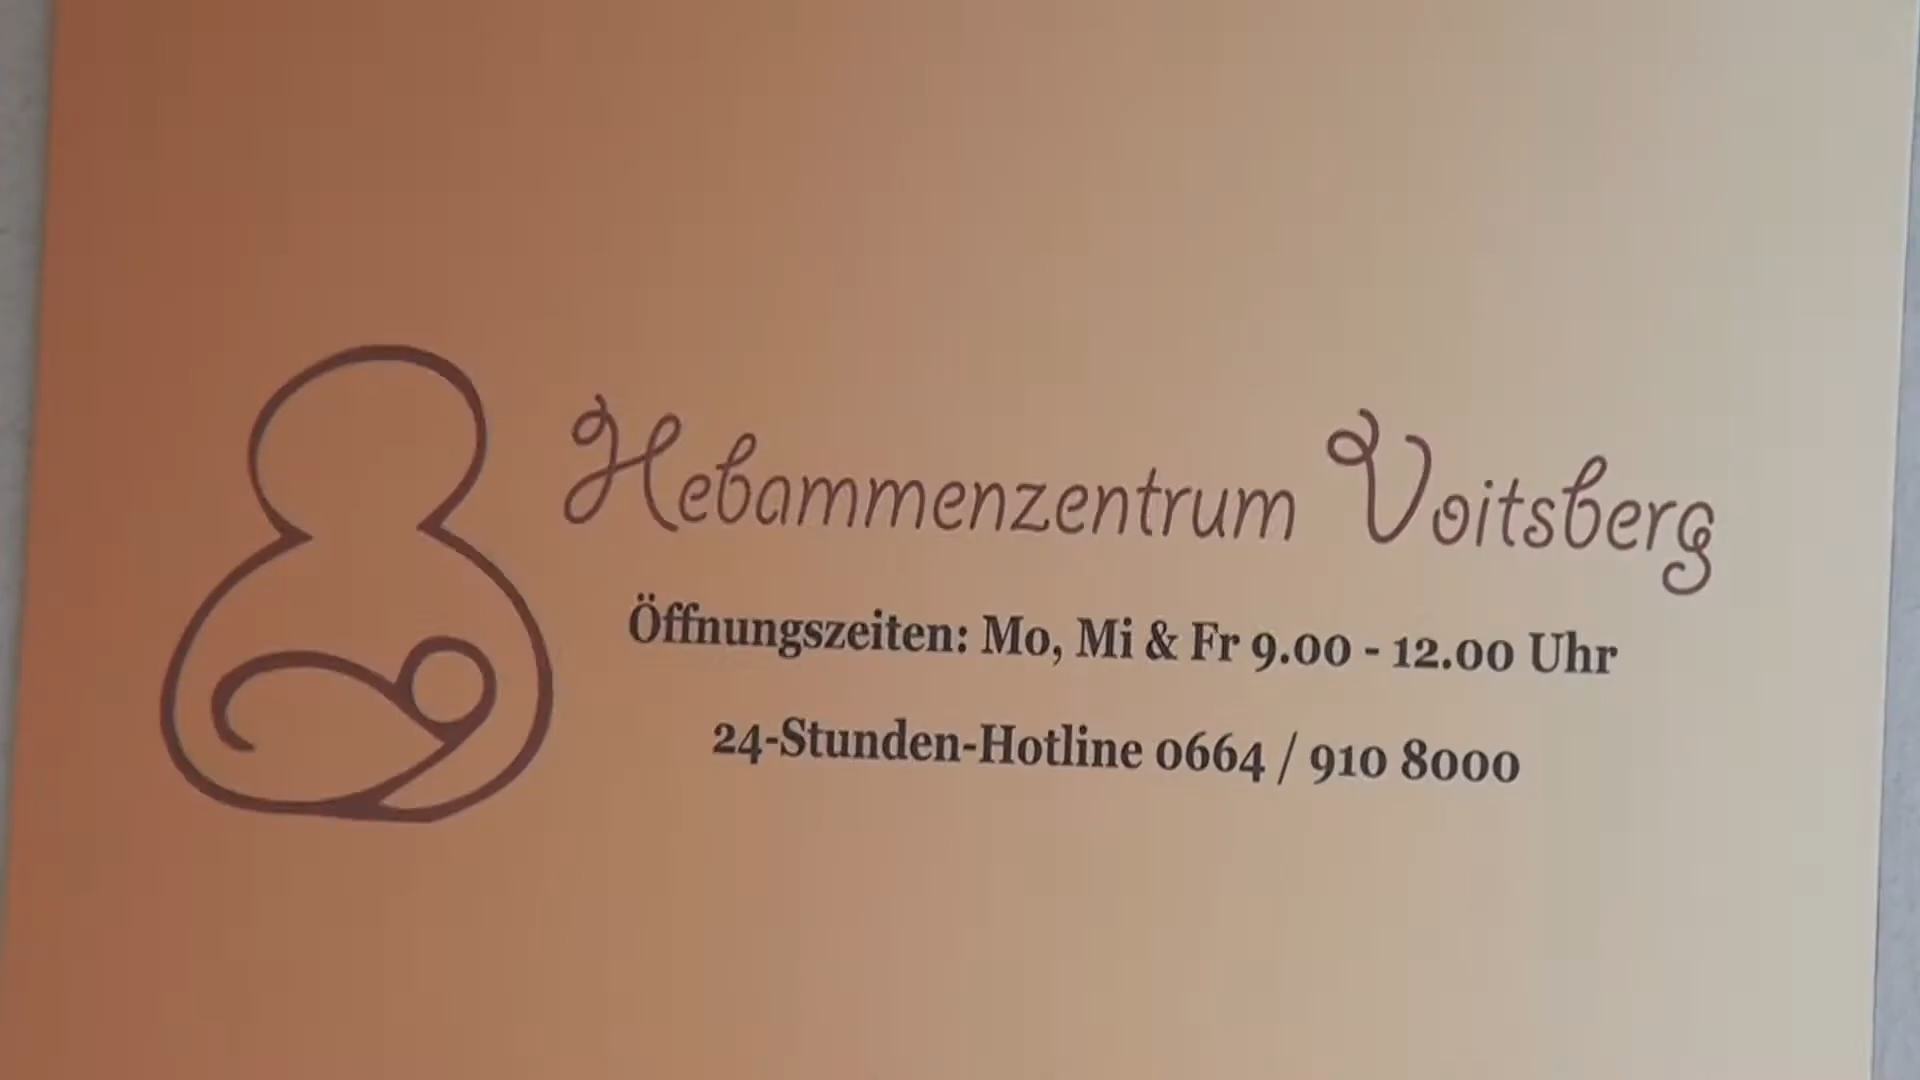 Hebammenzentrum Voitsberg
Öffnungszeiten: Mo, Mi & Fr 9.00 - 12.00 Uhr
24-Stunden-Hotline 0664 / 910 8000